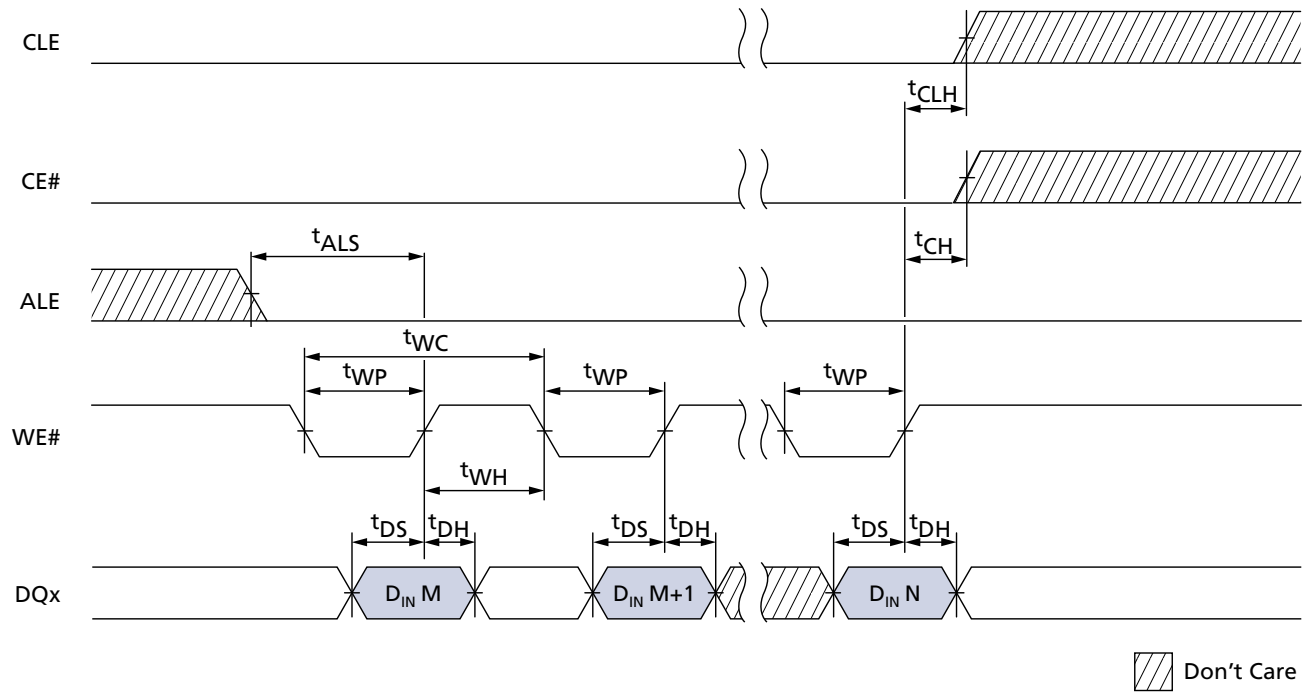 CLE
tCLH
CE#
tALS
tCH
ALE
tWC
tWP
tWP
tWP
WE#
tWH
tDS
tDH
tDS
tDH
tDS
tDH
DQx
DIN M
DIN M+1
DIN N
Don't Care